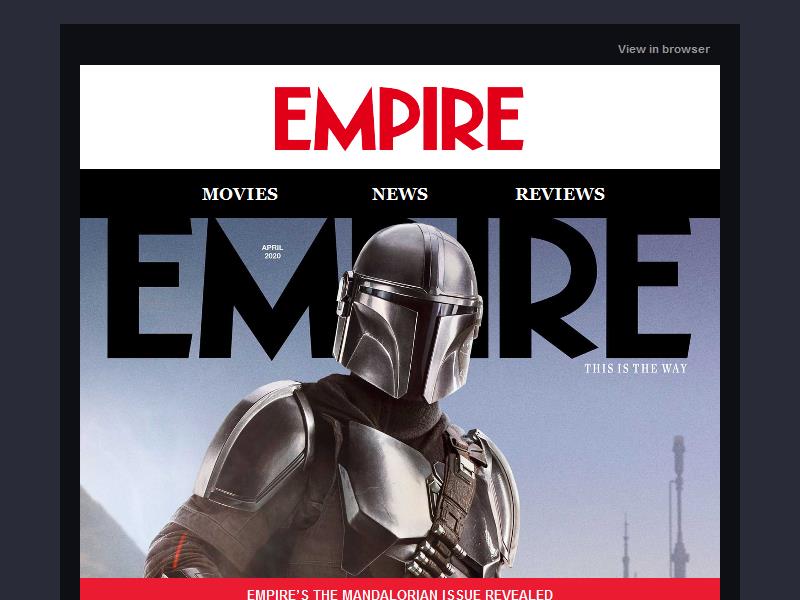 View in browser
EMPIRE
MOVIES NEWS REVIEWS
EMPIRE
APRIL
2020
THIS IS THE WAY
EMPIRE'S THE MANDALORIAN ISSUE REVEALED